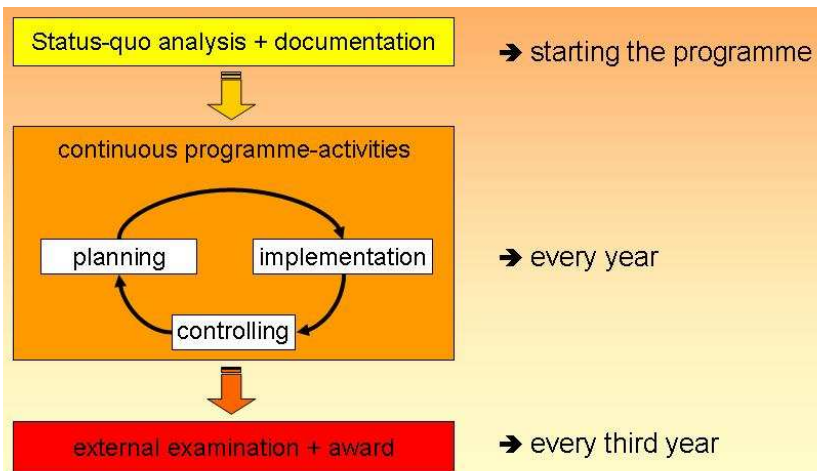 Status-quo analysis + documentation
➔ starting the programme
continuous programme-activities
planning
implementation
➔ every year
controlling
external examination + award
➔ every third year